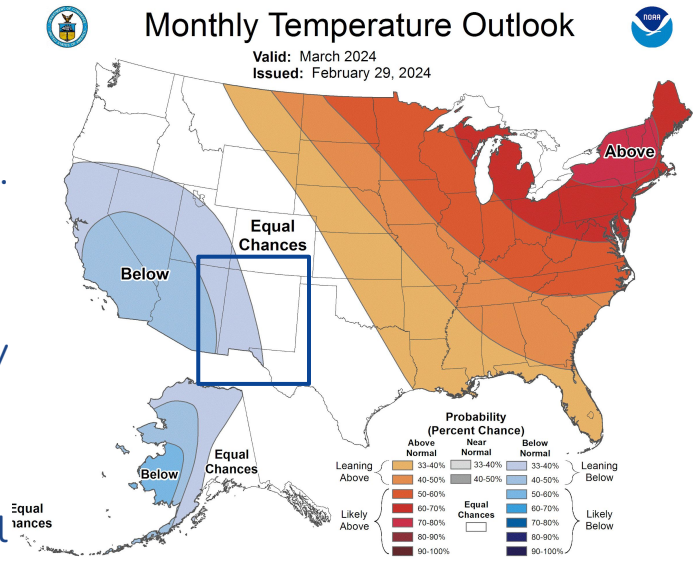 Monthly Temperature Outlook
NOAA
Valid: March 2024
Issued: February 29, 2024
Above
Equal
Chances
Below
Below
Equal
Chances
Equal
Probability
(Percent Chance)
Above
Normal
Near
Normal
Below
Normal
Leaning
Above
33-40%
40-50%
50-60%
60-70%
70-80%
80-90%
90-100%
Likely
Above
33-40%
40-50%
Equal
Chances
33-40%
40-50%
50-60%
60-70%
70-80%
80-90%
90-100%
Leaning
Below
Likely
Below